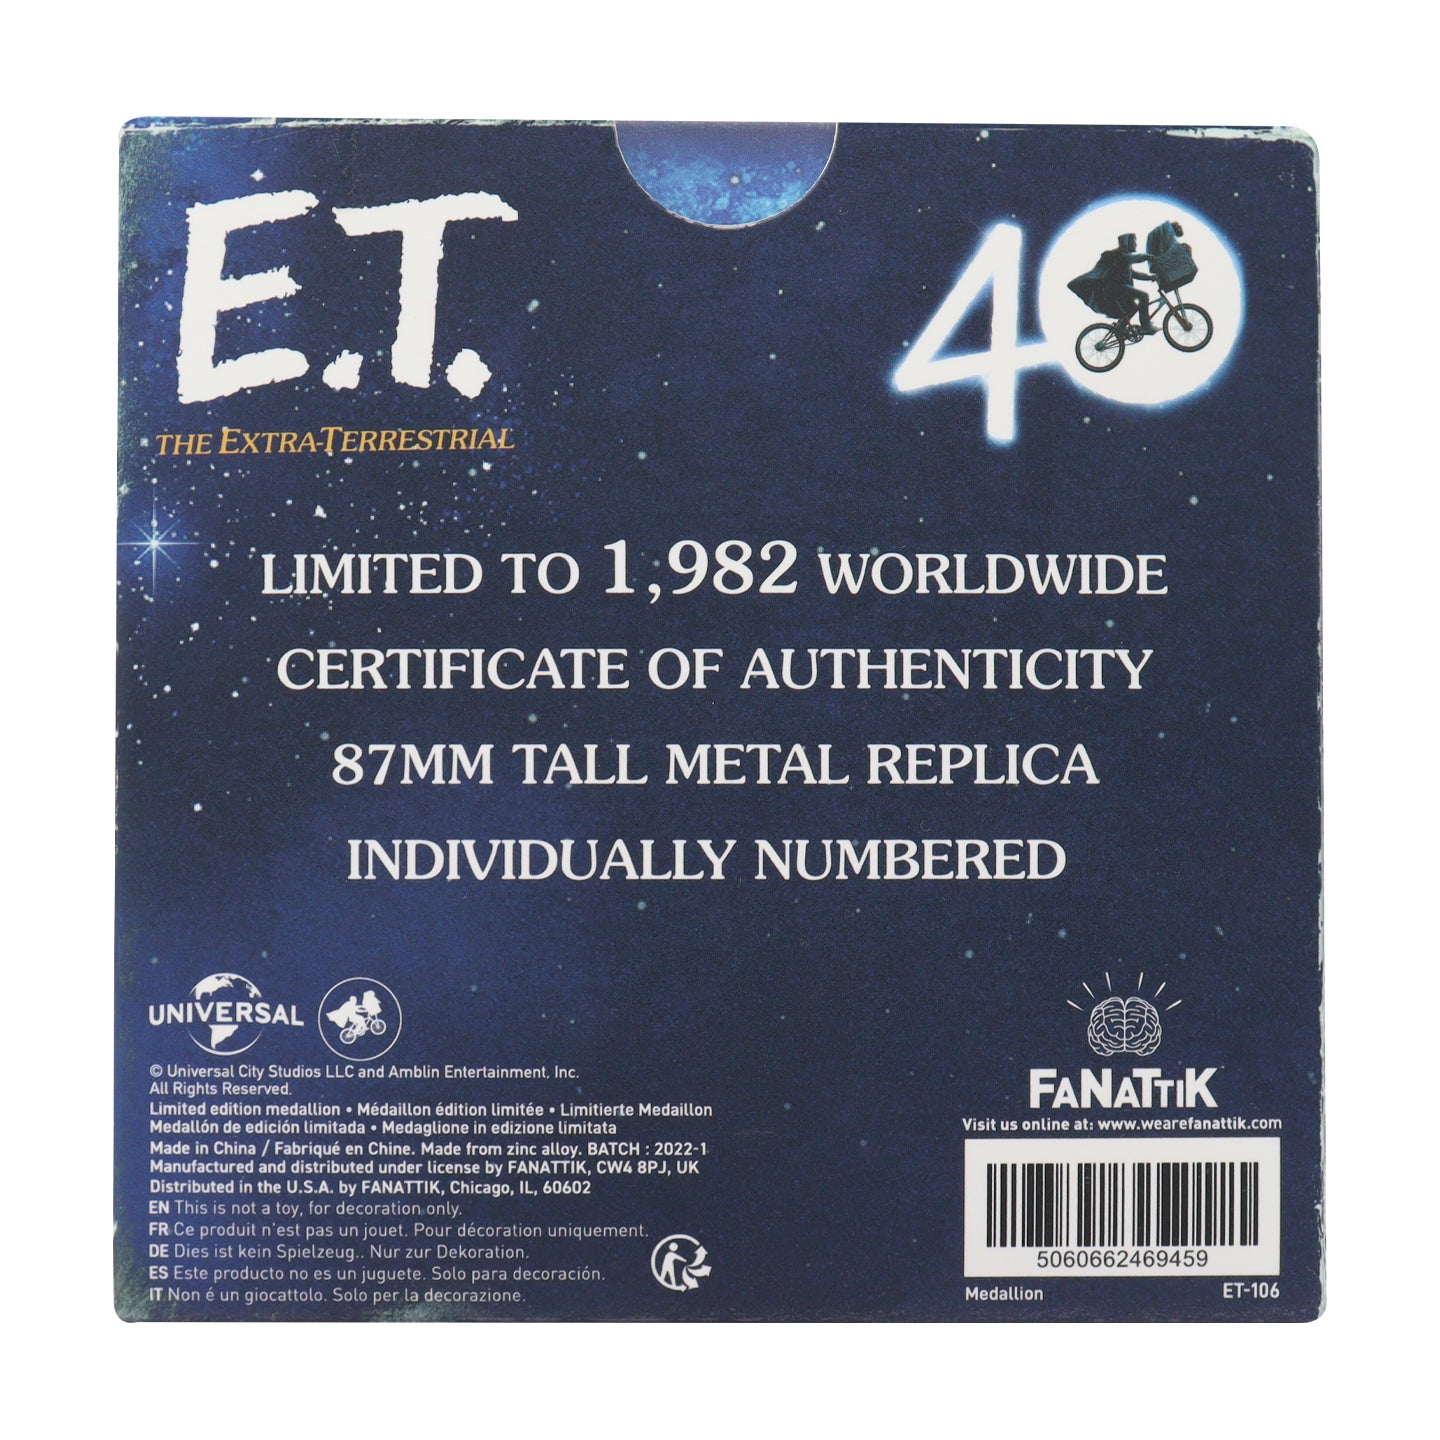 E.T.
THE EXTRA-TERRESTRIAL
40
LIMITED TO 1,982 WORLDWIDE
CERTIFICATE OF AUTHENTICITY
87MM TALL METAL REPLICA
INDIVIDUALLY NUMBERED
UNIVERSAL
© Universal City Studios LLC and Amblin Entertainment, Inc.
All Rights Reserved.
Limited edition medallion • Médaillon édition limitée • Limitierte Medaillon
Medallón de edición limitada • Medaglione in edizione limitata
Made in China / Fabriqué en Chine. Made from zinc alloy. BATCH : 2022-1
Manufactured and distributed under license by FANATTIK, CW4 8PJ, UK
Distributed in the U.S.A. by FANATTIK, Chicago, IL, 60602
EN This is not a toy, for decoration only.
FR Ce produit n'est pas un jouet. Pour décoration uniquement.
DE Dies ist kein Spielzeug.. Nur zur Dekoration.
ES Este producto no es un juguete. Solo para decoración.
IT Non é un giocattolo. Solo per la decorazione.
FANATTIK
Visit us online at: www.wearefanattik.com
5060662469459
Medallion ET-106